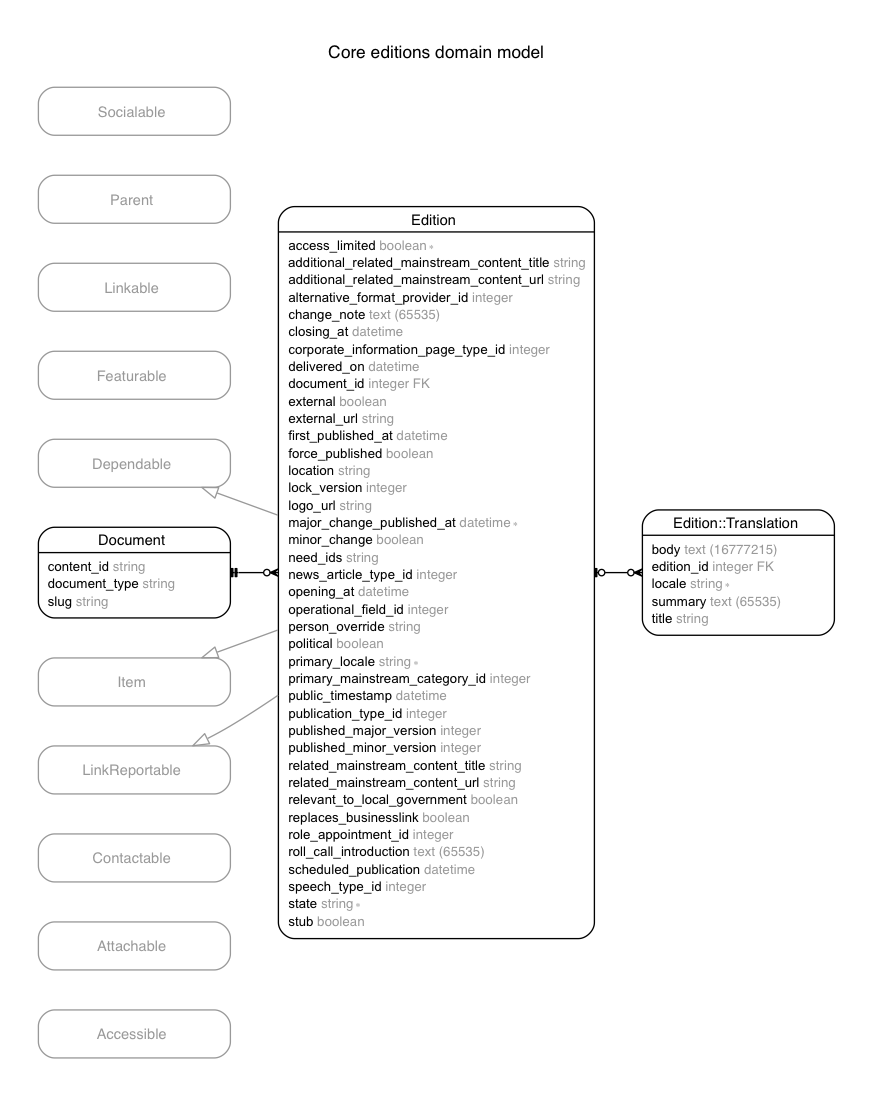 Core editions domain model
Socialable
Parent
Linkable
Featurable
Dependable
Document
content_id string
document_type string
slug string
Item
LinkReportable
Contactable
Attachable
Accessible
Edition
access_limited boolean *
additional_related_mainstream_content_title string
additional_related_mainstream_content_url string
alternative_format_provider_id integer
change_note text (65535)
closing_at datetime
corporate_information_page_type_id integer
delivered_on datetime
document_id integer FK
external boolean
external_url string
first_published_at datetime
force_published boolean
location string
lock_version integer
logo_url string
major_change_published_at datetime *
minor_change boolean
need_ids string
news_article_type_id integer
opening_at datetime
operational_field_id integer
person_override string
political boolean
primary_locale string *
primary_mainstream_category_id integer
public_timestamp datetime
publication_type_id integer
published_major_version integer
published_minor_version integer
related_mainstream_content_title string
related_mainstream_content_url string
relevant_to_local_government boolean
replaces_businesslink boolean
role_appointment_id integer
roll_call_introduction text (65535)
scheduled_publication datetime
speech_type_id integer
state string *
stub boolean
Edition::Translation
body text (16777215)
edition_id integer FK
locale string *
summary text (65535)
title string